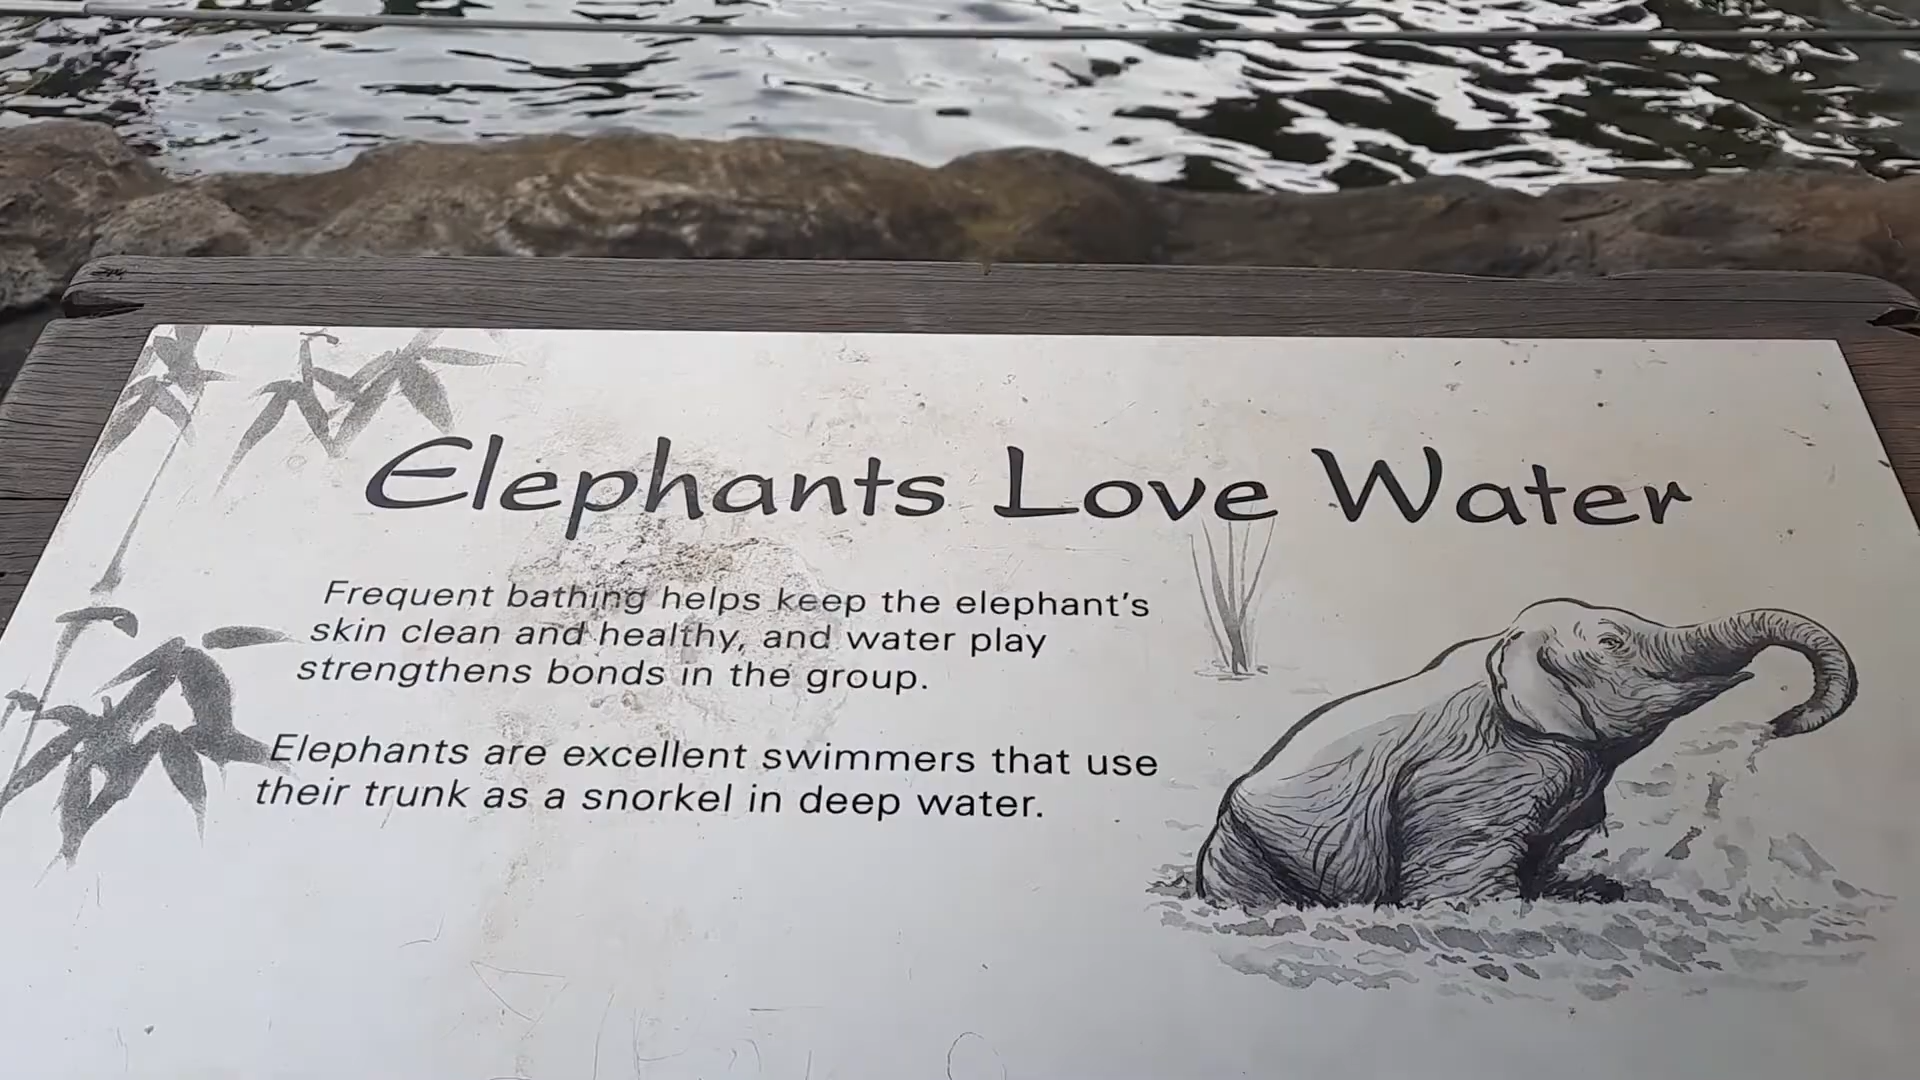 Elephants Love Water
Frequent bathing helps keep the elephant's
skin clean and healthy, and water play
strengthens bonds in the group.
Elephants are excellent swimmers that use
their trunk as a snorkel in deep water.